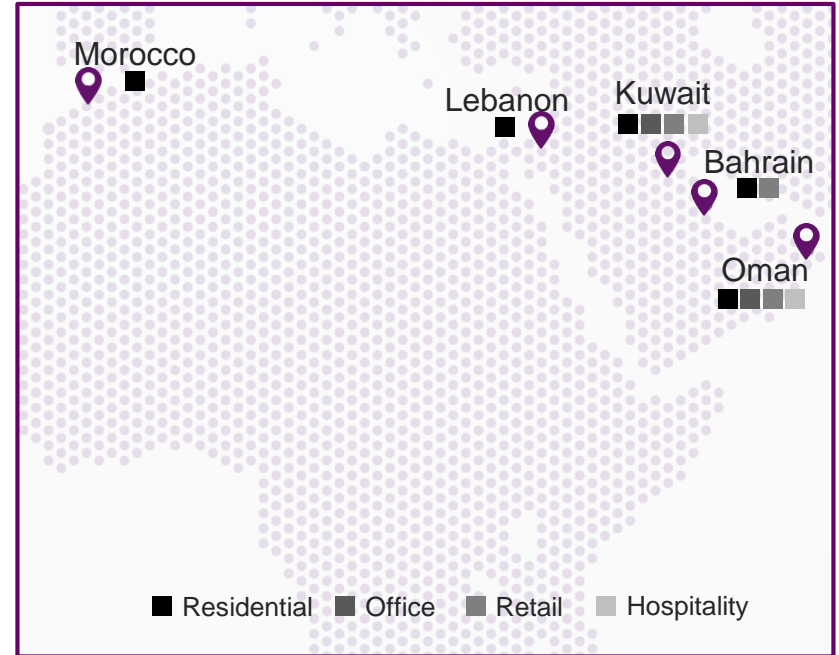 Morocco
Lebanon
Kuwait
Bahrain
Oman
Residential
Office
Retail
Hospitality